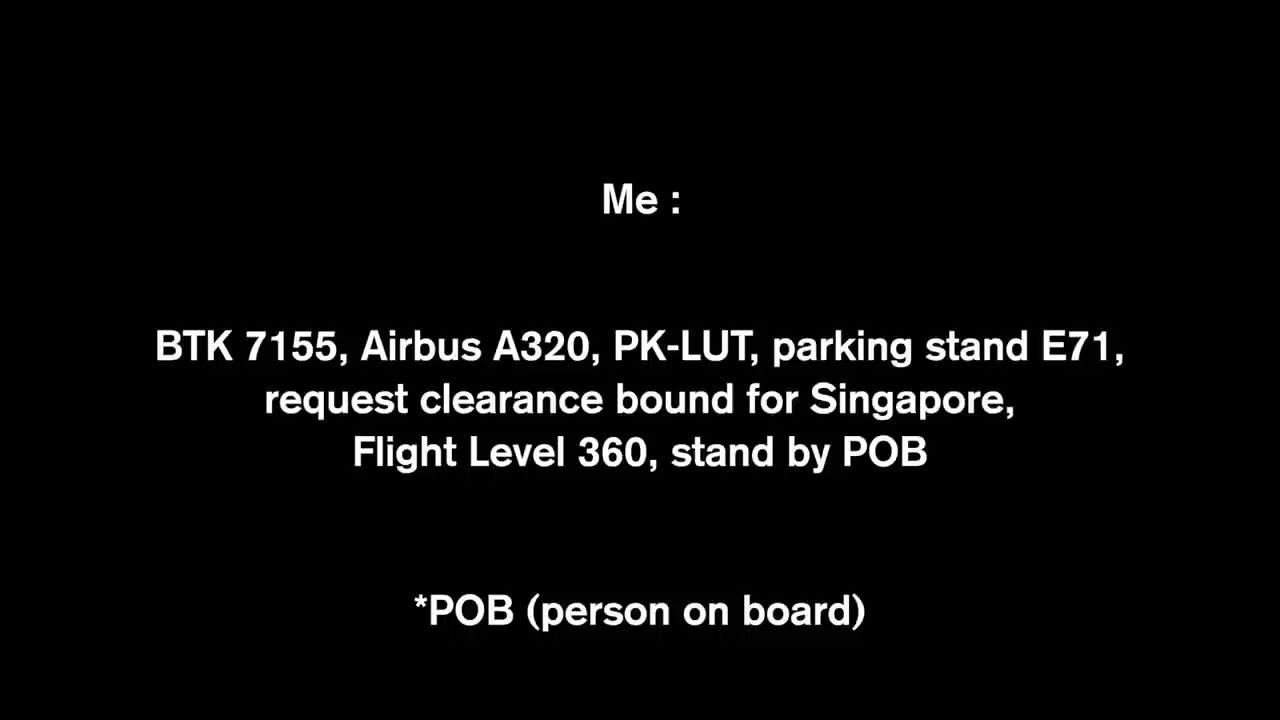 Me :
BTK 7155, Airbus A320, PK-LUT, parking stand E71,
request clearance bound for Singapore,
Flight Level 360, stand by POB
*POB (person on board)